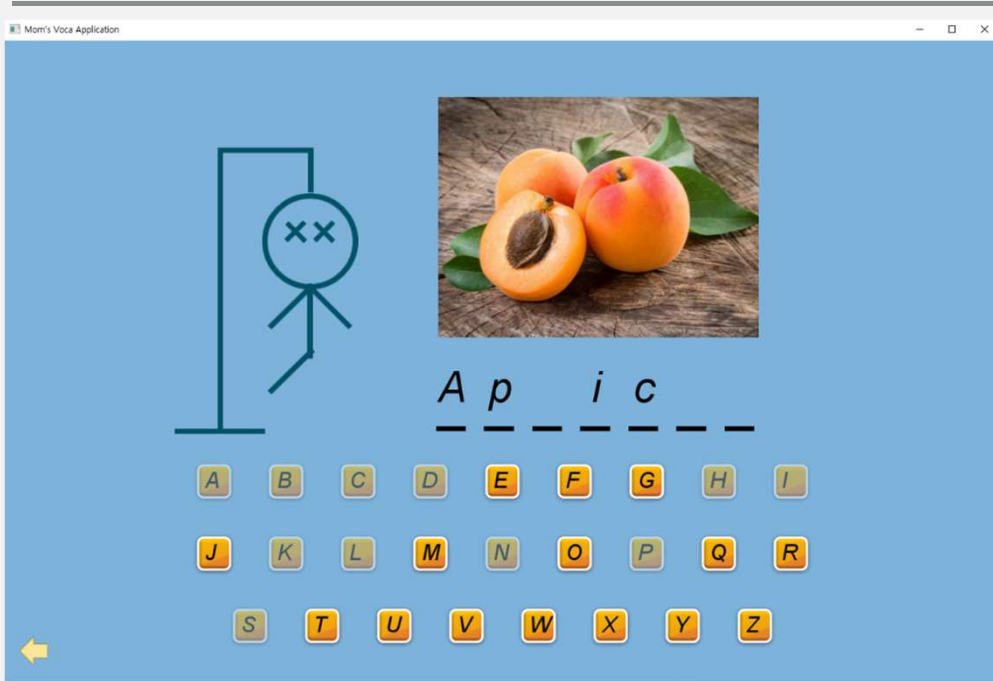 Mom's Voca Application
A p _ i c _ _
A B C D E F G H I
J K L M N O P Q R
S T U V W X Y Z